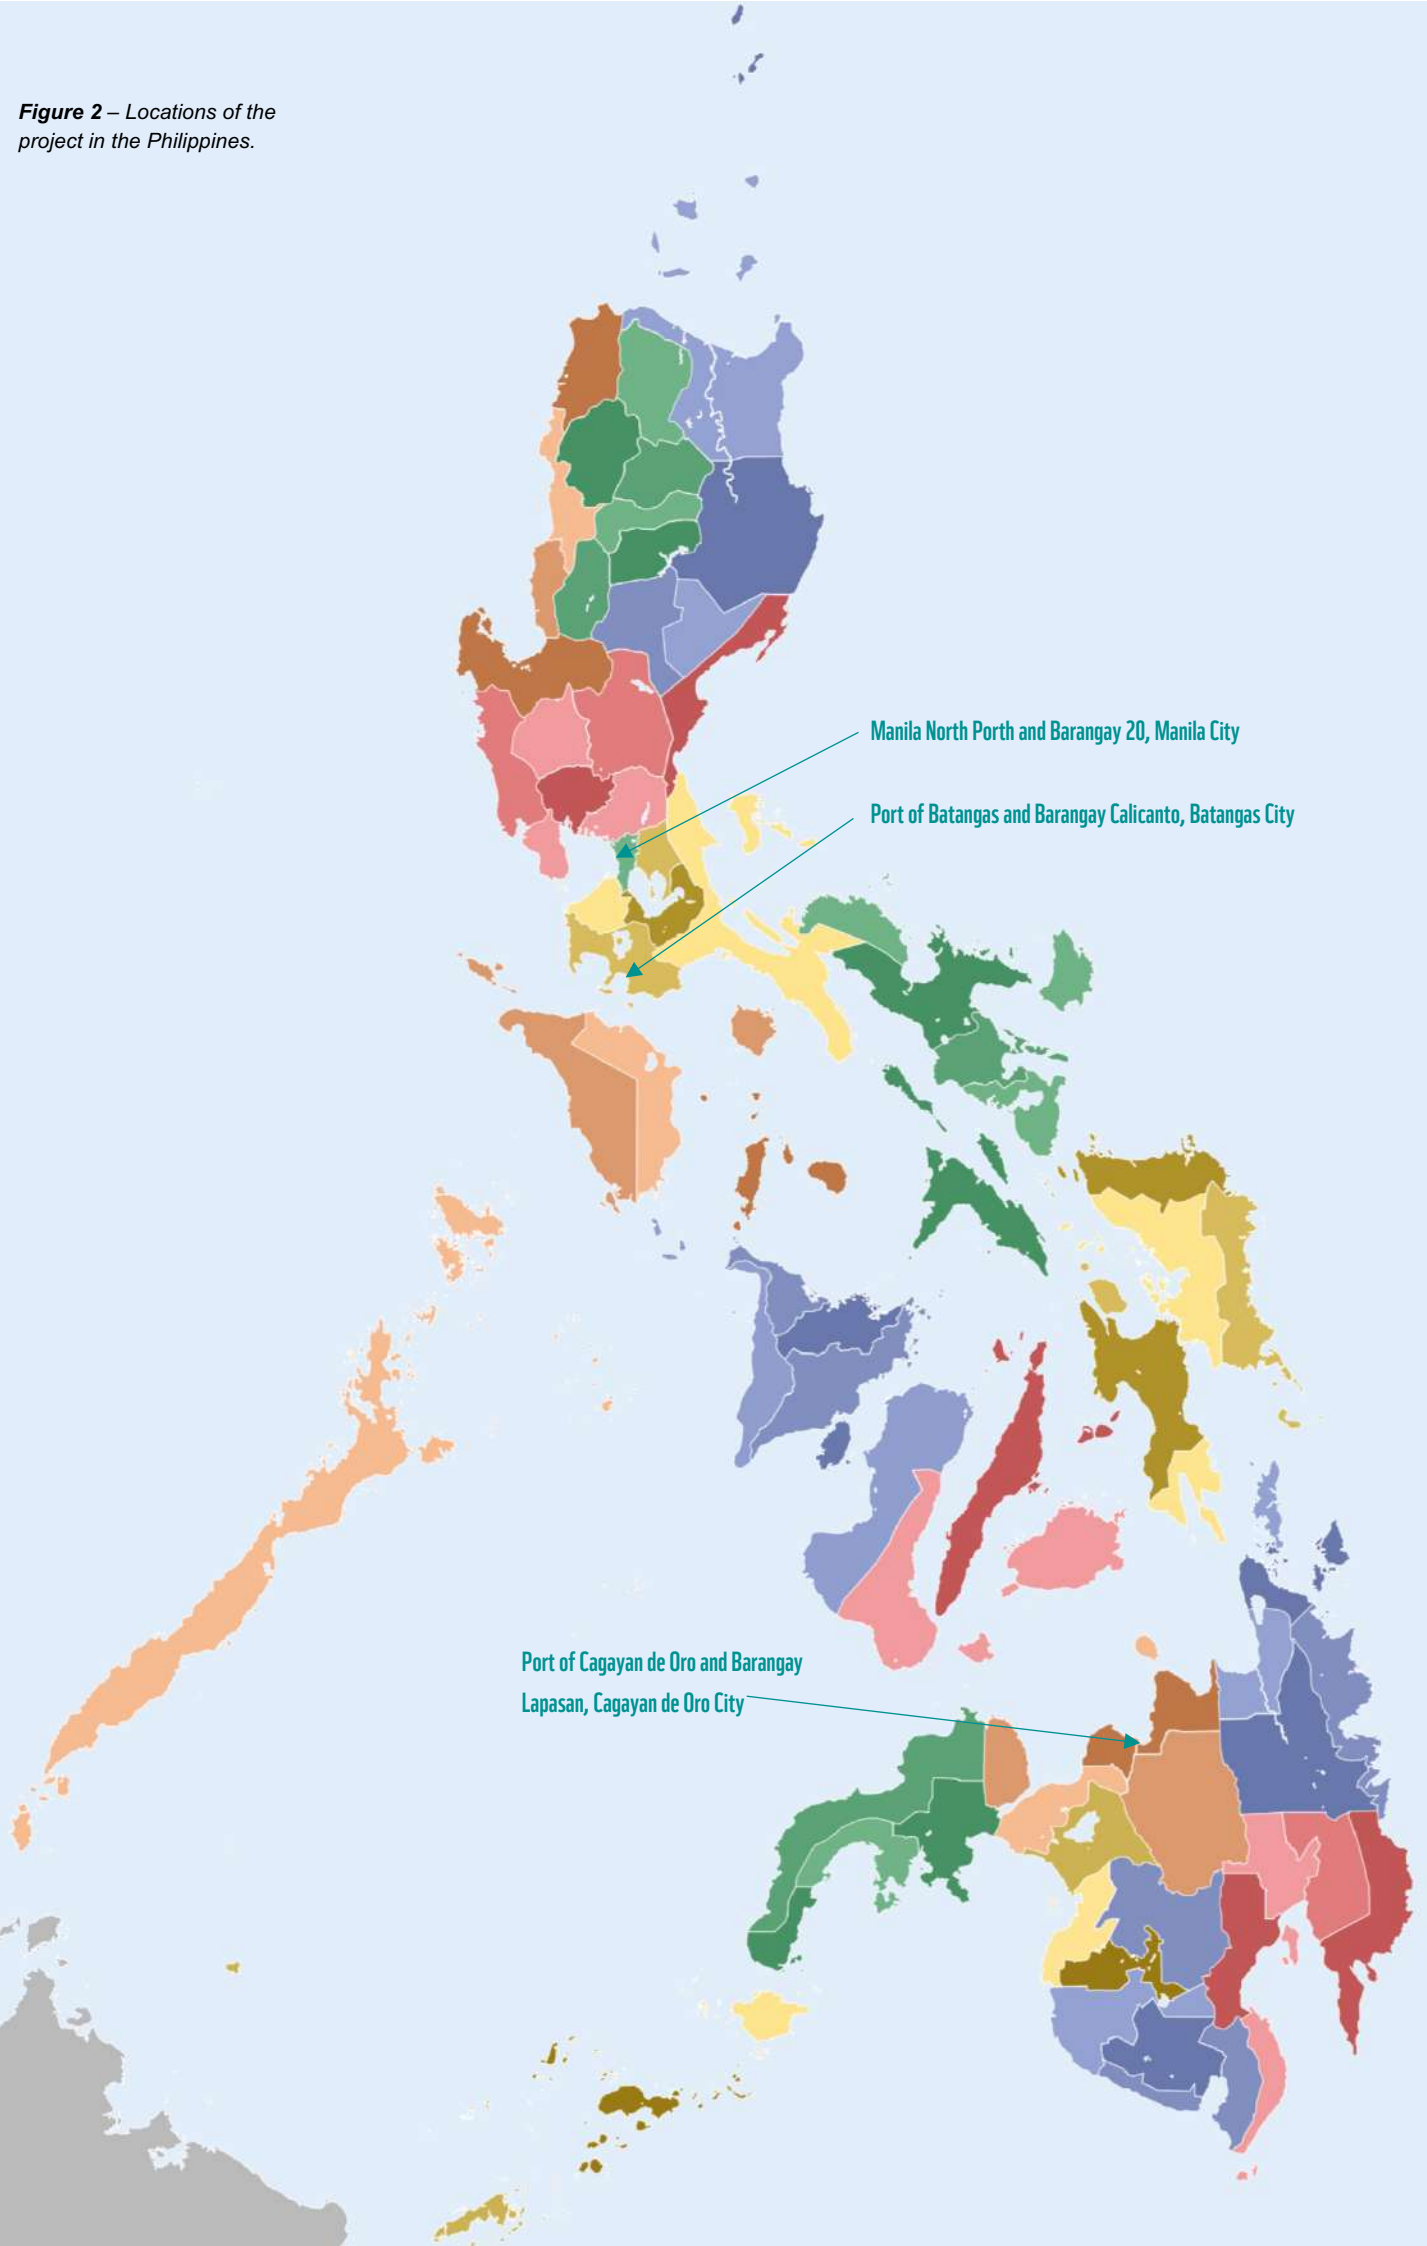 Figure 2 – Locations of the
project in the Philippines.
Manila North Porth and Barangay 20, Manila City
Port of Batangas and Barangay Calicanto, Batangas City
Port of Cagayan de Oro and Barangay
Lapasan, Cagayan de Oro City